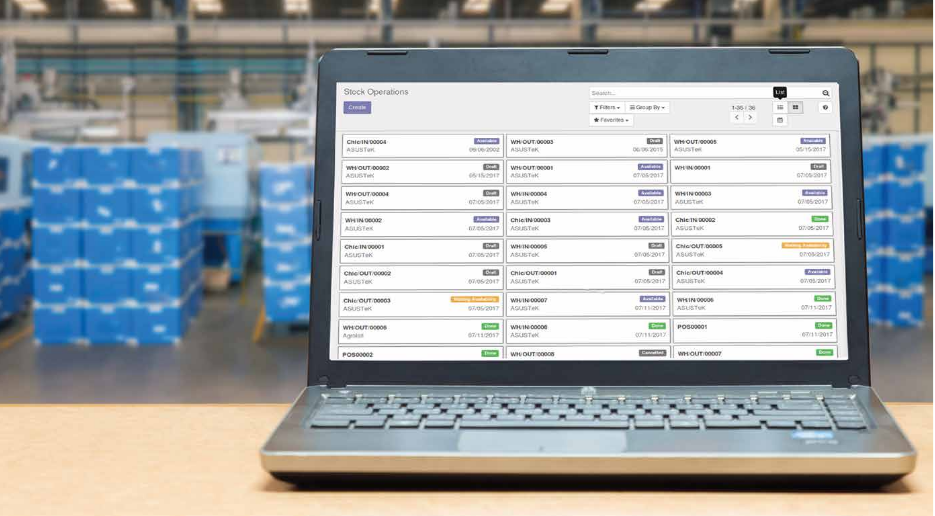 Stock Operations
Search...
List
Create
Filters
Group By
1-36 / 36
Favorites
Chic/IN/00004 Available
ASUSTeK 09/06/2002
WH/OUT/00003 Draft
ASUSTeK 06/06/2015
WH/OUT/00005 Available
ASUSTeK 05/15/2017
WH/OUT/00002 Draft
ASUSTeK 05/15/2017
WH/OUT/00001 Available
ASUSTeK 07/05/2017
WH/IN/00001 Draft
07/05/2017
WH/OUT/00004 Draft
ASUSTeK 07/05/2017
WH/IN/00004 Available
ASUSTeK 07/05/2017
WH/IN/00003 Available
ASUSTeK 07/05/2017
WH/IN/00002 Available
ASUSTeK 07/05/2017
Chic/IN/00003 Available
ASUSTeK 07/05/2017
Chic/IN/00002 Done
ASUSTeK 07/05/2017
Chic/IN/00001 Draft
ASUSTeK 07/05/2017
WH/IN/00005 Draft
ASUSTeK 07/05/2017
Chic/OUT/00005 Waiting Availability
ASUSTeK 07/05/2017
Chic/OUT/00002 Draft
ASUSTeK 07/05/2017
Chic/OUT/00001 Draft
ASUSTeK 07/05/2017
Chic/OUT/00004 Available
ASUSTeK 07/05/2017
Chic/OUT/00003 Waiting Availability
ASUSTeK 07/05/2017
WH/IN/00007 Available
ASUSTeK 07/11/2017
WH/IN/00006 Done
ASUSTeK 07/11/2017
WH/OUT/00006 Done
Agrolait 07/11/2017
WH/IN/00008 Done
ASUSTeK 07/11/2017
POS00001 Done
07/11/2017
POS00002 Done
WH/OUT/00008 Cancelled
WH/OUT/00007 Done